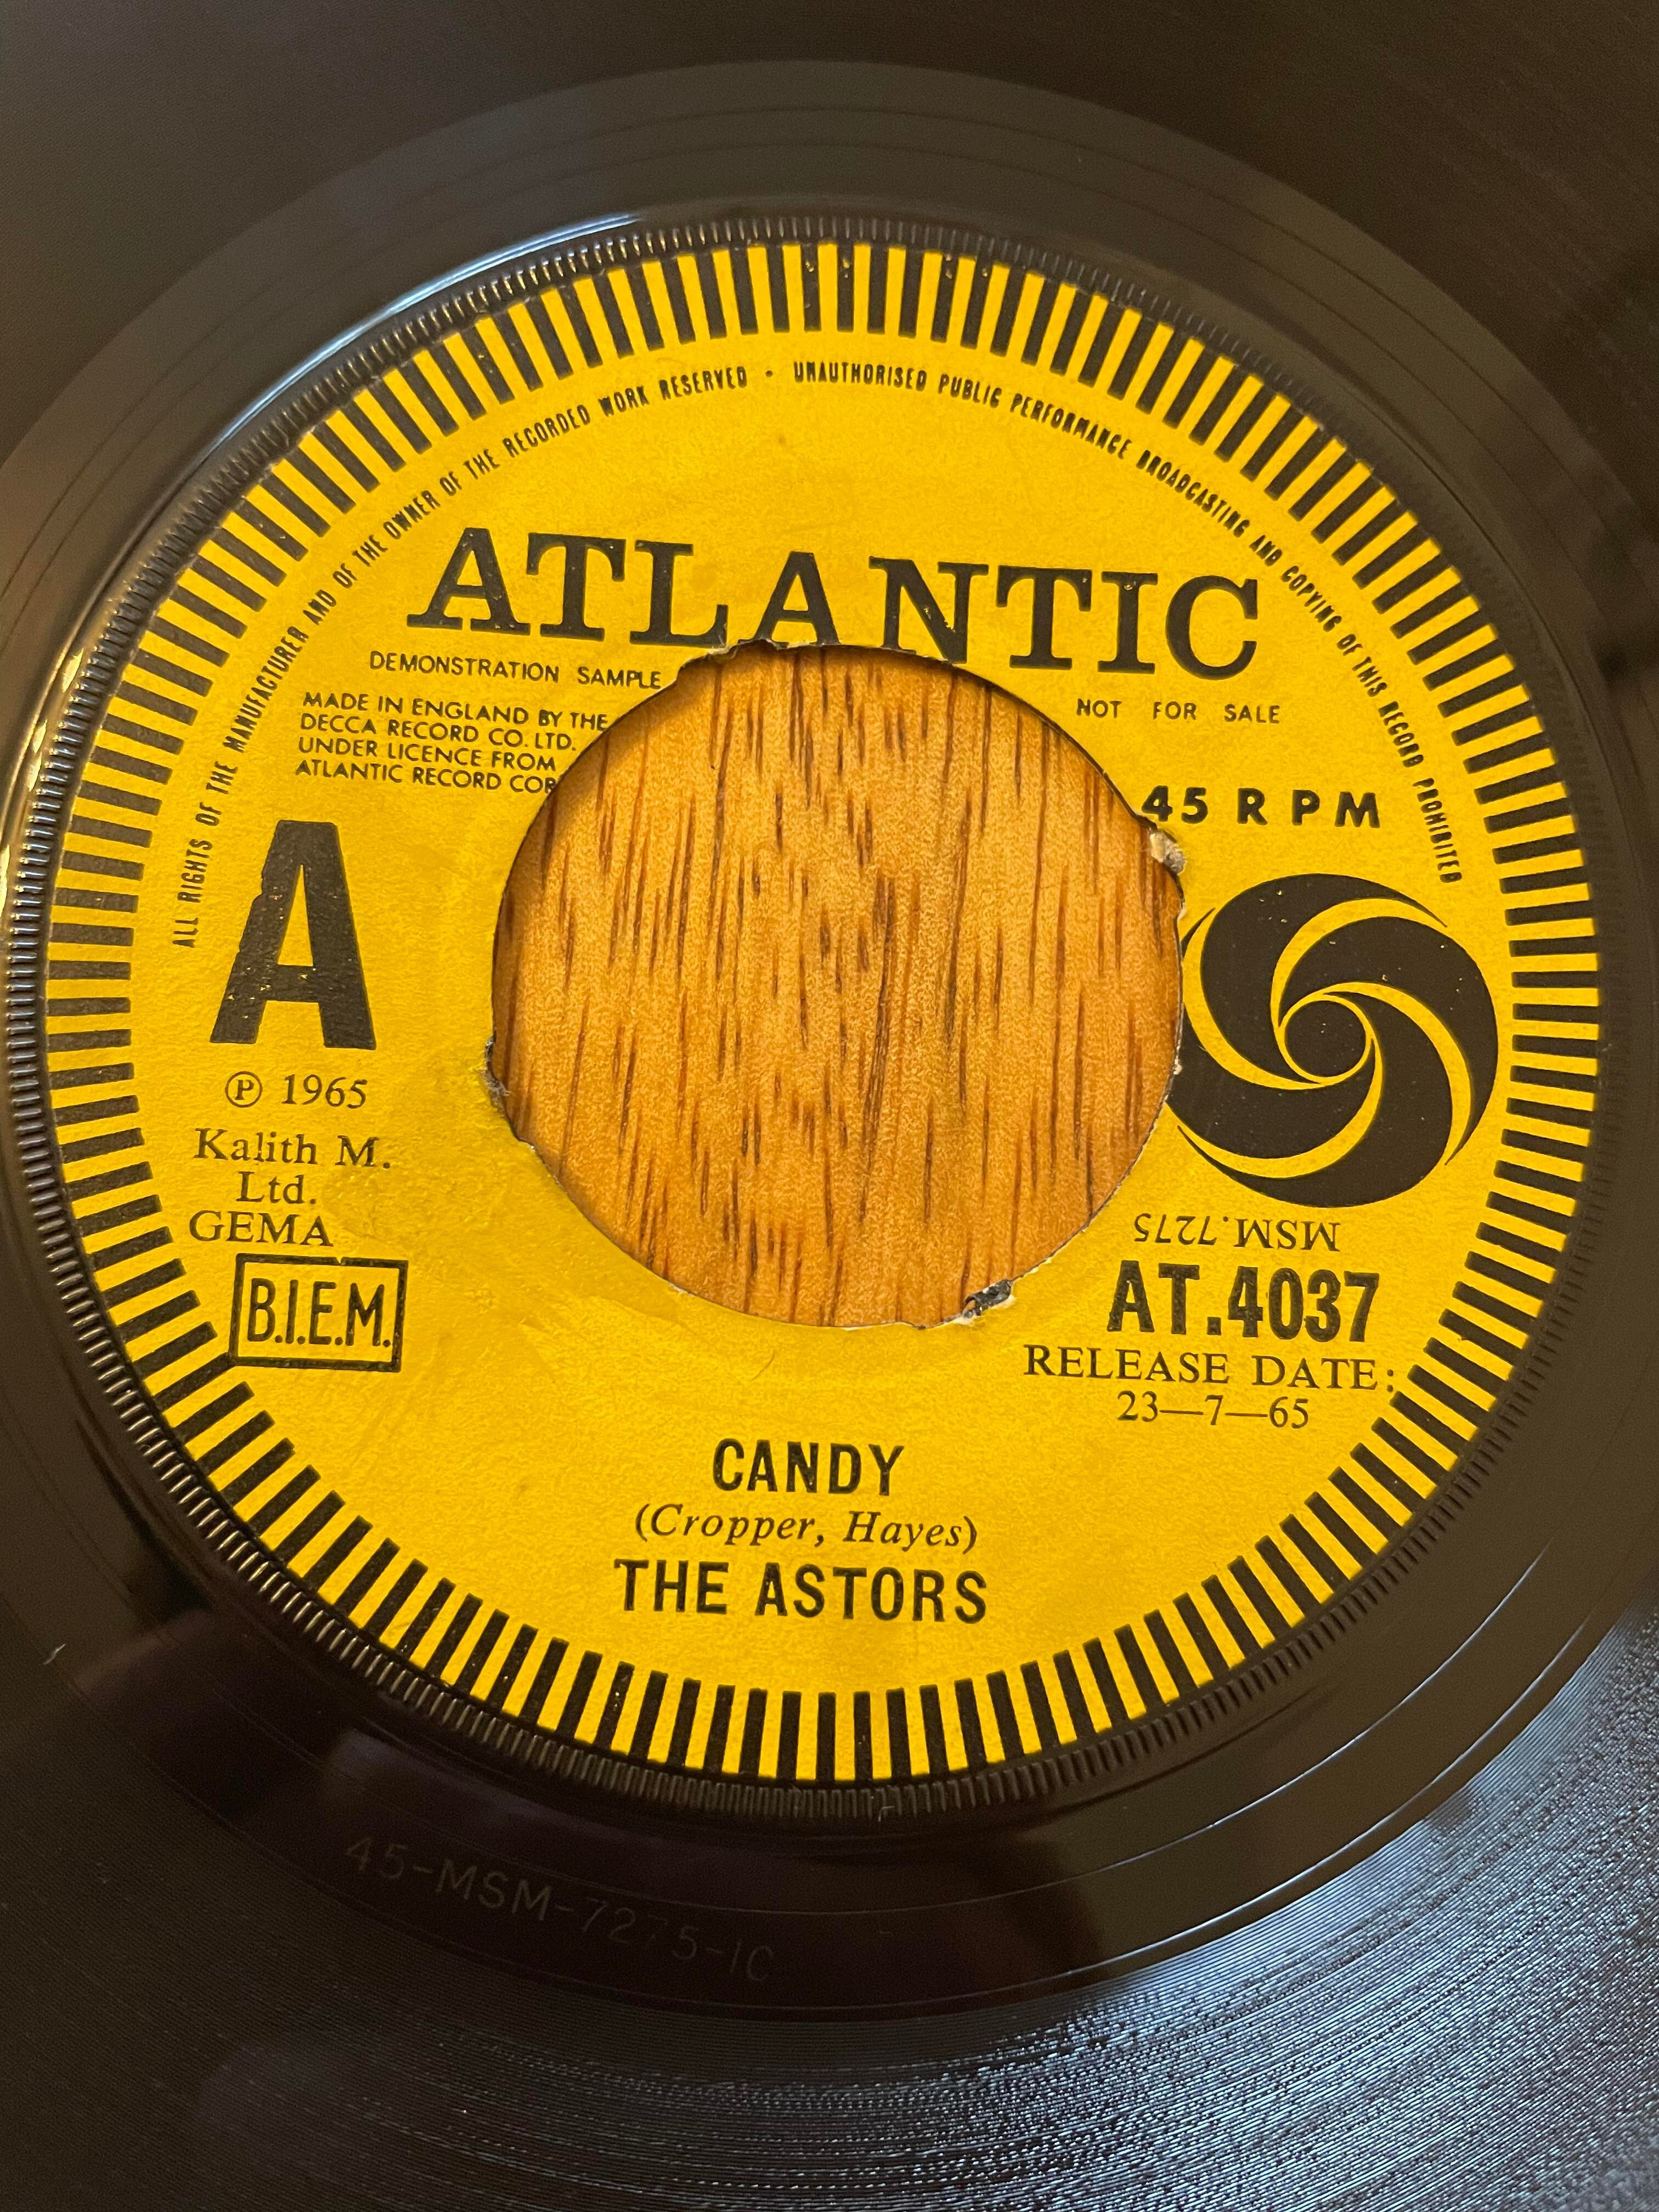 ALL RIGHTS OF THE MANUFACTURER AND OF THE OWNER OF THE RECORDED WORK RESERVED · UNAUTHORISED PUBLIC PERFORMANCE BROADCASTING AND COPYING OF THIS RECORD PROHIBITED
ATLANTIC
DEMONSTRATION SAMPLE
NOT FOR SALE
MADE IN ENGLAND BY THE
DECCA RECORD CO. LTD.
UNDER LICENCE FROM
ATLANTIC RECORD COR
45 RPM
A
℗ 1965
Kalith M.
Ltd.
GEMA
B.I.E.M.
MSM.7275
AT.4037
RELEASE DATE:
23—7—65
CANDY
(Cropper, Hayes)
THE ASTORS
45-MSM-7275-1C